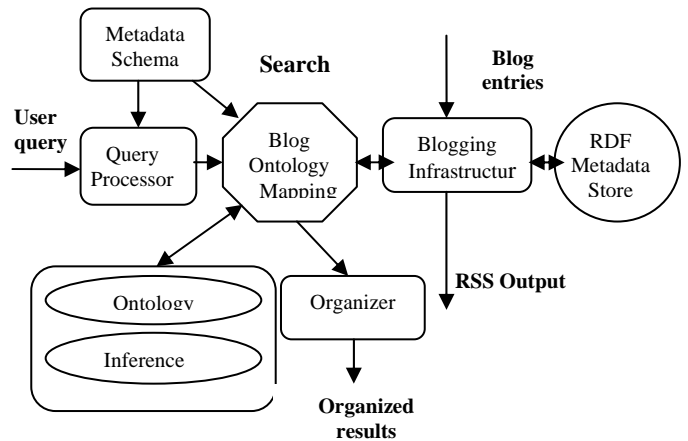 Metadata
Schema
Search
Blog
entries
User
query
Query
Processor
Blog
Ontology
Mapping
Blogging
Infrastructur
RDF
Metadata
Store
RSS Output
Ontology
Inference
Organizer
Organized
results